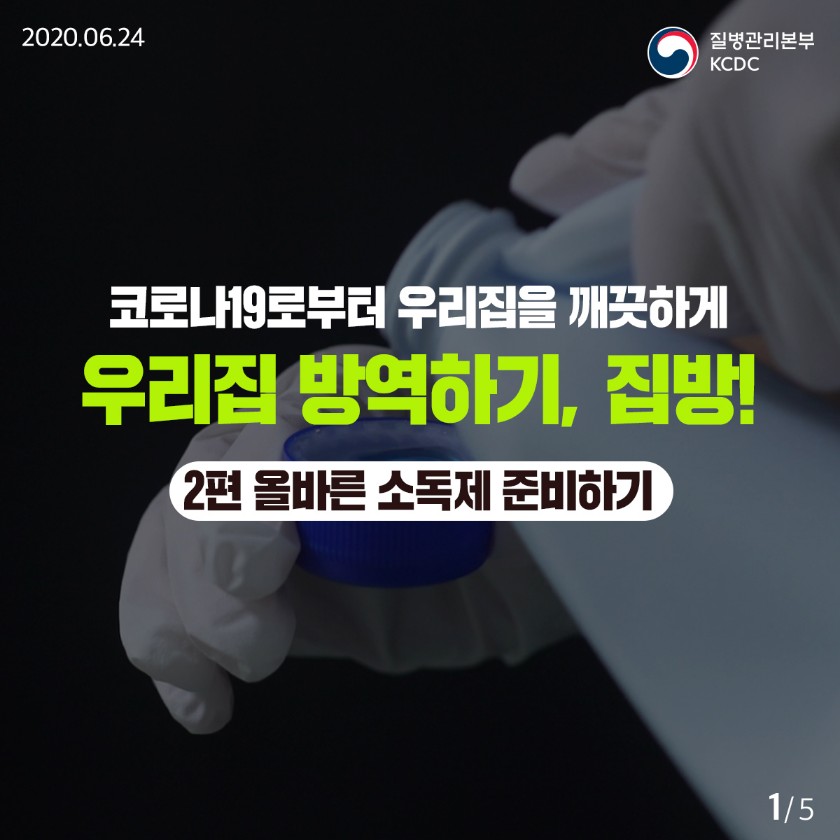 2020.06.24
질병관리본부
KCDC
코로나19로부터 우리집을 깨끗하게
우리집 방역하기, 집방!
2편 올바른 소독제 준비하기
1/5